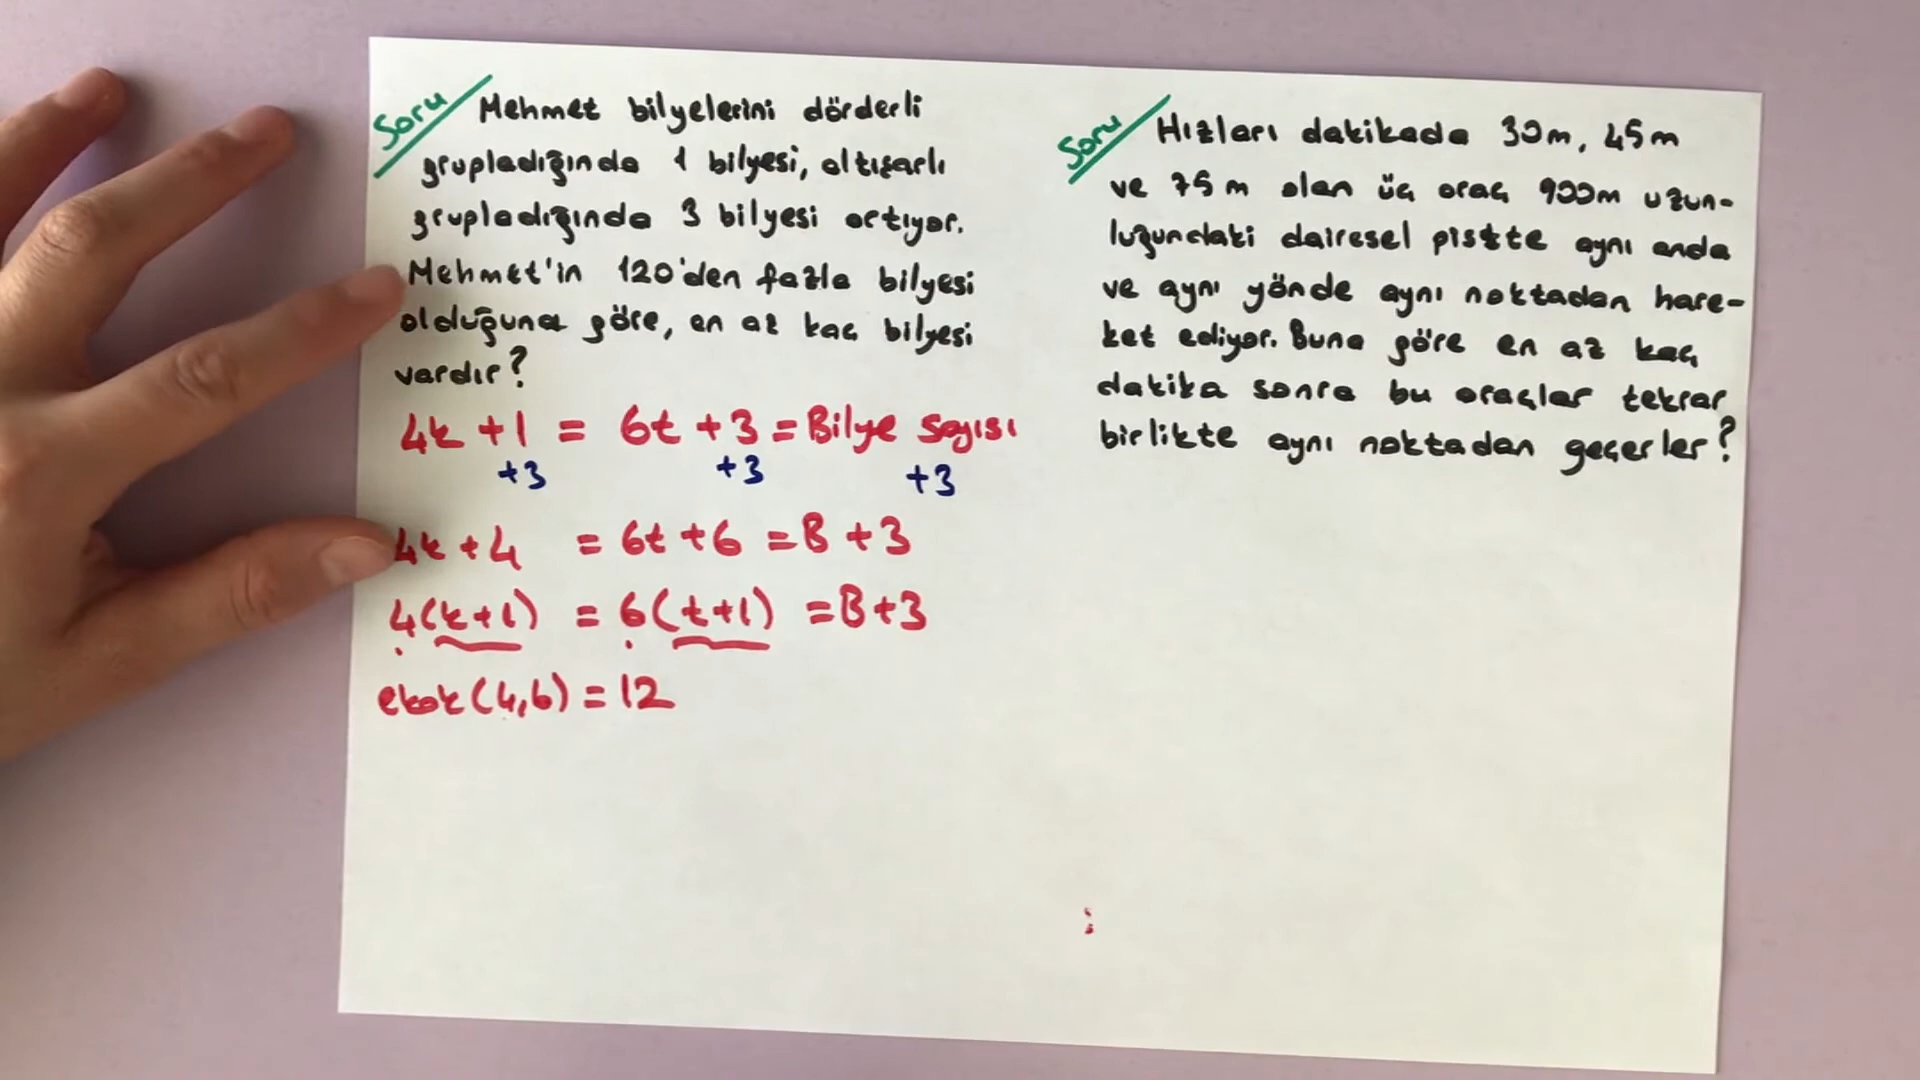 Soru Mehmet bilyelerini dörderli
grupladığında 1 bilyesi, altışarlı
grupladığında 3 bilyesi artıyor.
Mehmet'in 120'den fazla bilyesi
olduğuna göre, en az kaç bilyesi
vardır?
4k + 1 = 6t + 3 = Bilye sayısı
+3 +3 +3
4k + 4 = 6t + 6 = B + 3
4(k+1) = 6(t+1) = B+3
ekok(4,6) = 12
Soru Hızları dakikada 30m, 45m
ve 75m olan üç araç 900m uzun-
luğundaki dairesel pistte aynı anda
ve aynı yönde aynı noktadan hare-
ket ediyor. Buna göre en az kaç
dakika sonra bu araçlar tekrar
birlikte aynı noktadan geçerler?